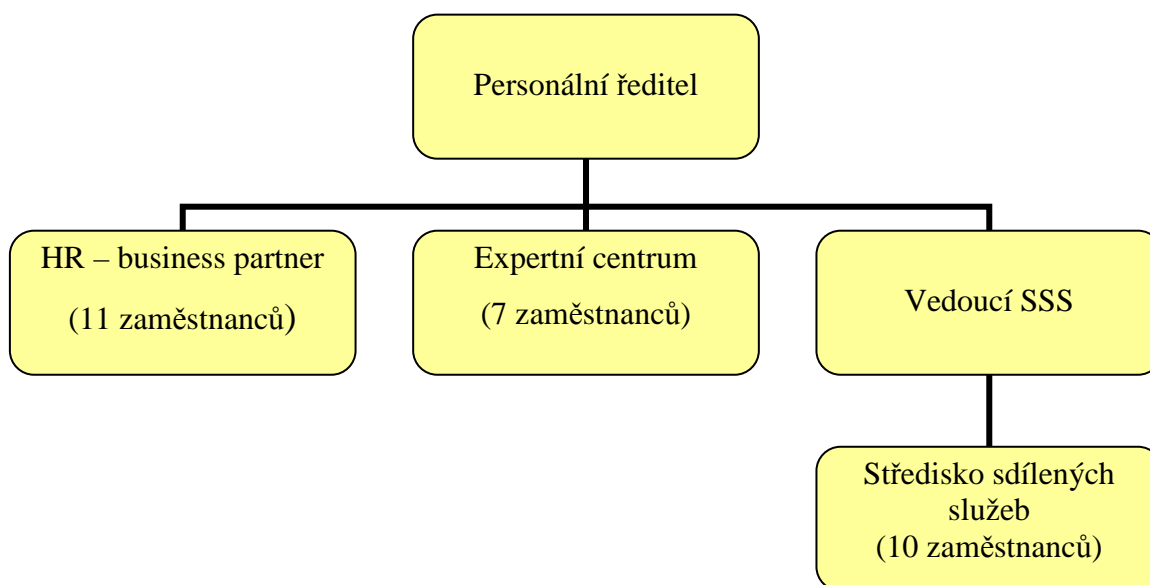 Personální ředitel
HR – business partner
(11 zaměstnanců)
Expertní centrum
(7 zaměstnanců)
Vedoucí SSS
Středisko sdílených
služeb
(10 zaměstnanců)